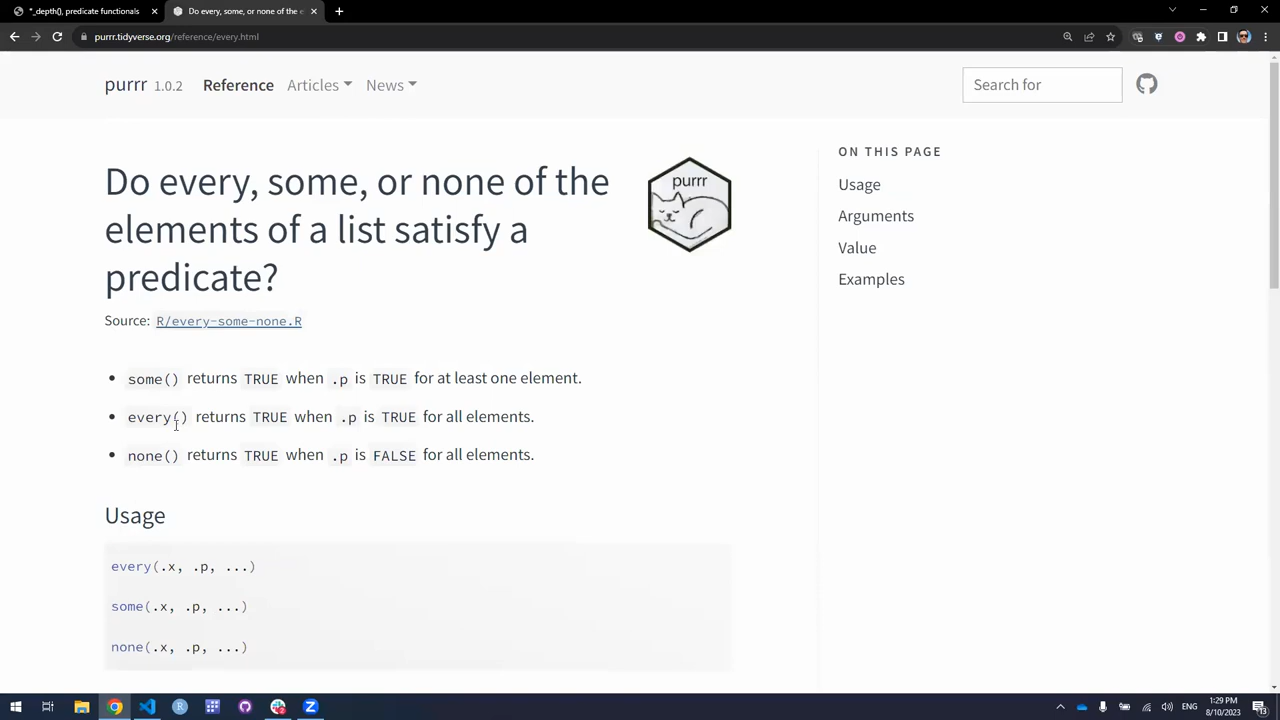 *_depth(), predicate functionals
Do every, some, or none of the e
purrr.tidyverse.org/reference/every.html
purrr 1.0.2 Reference Articles News
Search for
Do every, some, or none of the
elements of a list satisfy a
predicate?
purrr
Source: R/every-some-none.R
some() returns TRUE when .p is TRUE for at least one element.
every() returns TRUE when .p is TRUE for all elements.
none() returns TRUE when .p is FALSE for all elements.
Usage
every(.x, .p, ...)
some(.x, .p, ...)
none(.x, .p, ...)
ON THIS PAGE
Usage
Arguments
Value
Examples
1:29 PM
8/10/2023